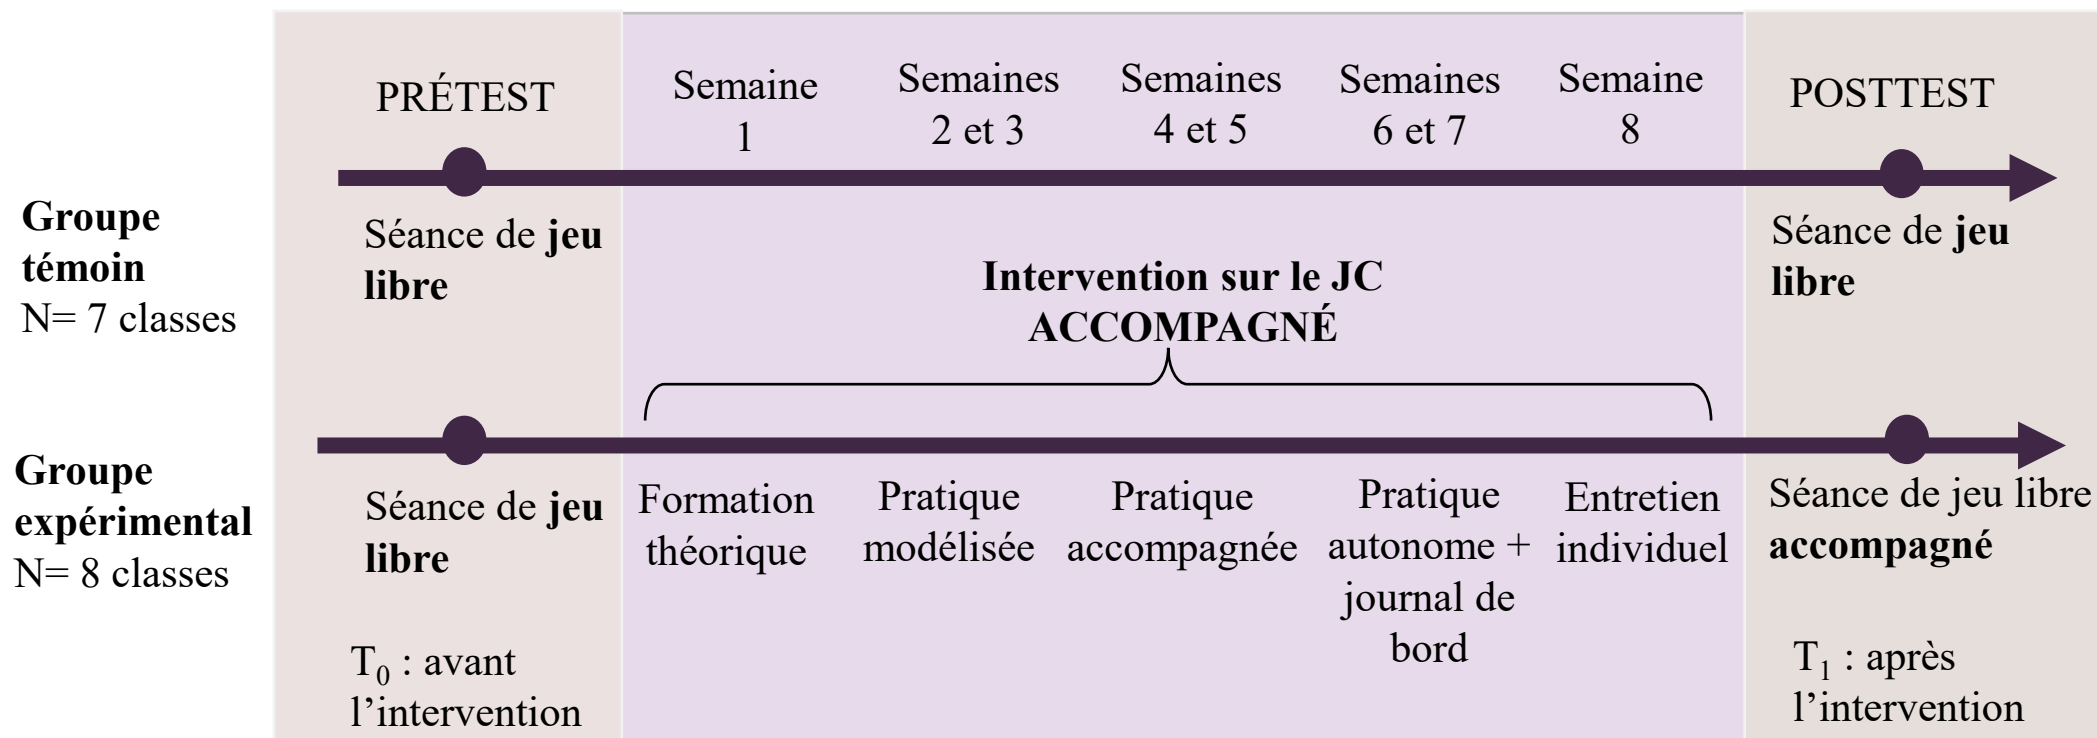 PRÉTEST
Semaine
1
Semaines
2 et 3
Semaines
4 et 5
Semaines
6 et 7
Semaine
8
POSTTEST
Groupe
témoin
N= 7 classes
Séance de jeu
libre
Séance de jeu
libre
Intervention sur le JC
ACCOMPAGNÉ
Groupe
expérimental
N= 8 classes
Séance de jeu
libre
Formation
théorique
Pratique
modélisée
Pratique
accompagnée
Pratique
autonome +
journal de
bord
Entretien
individuel
Séance de jeu libre
accompagné
T0 : avant
l’intervention
T1 : après
l’intervention